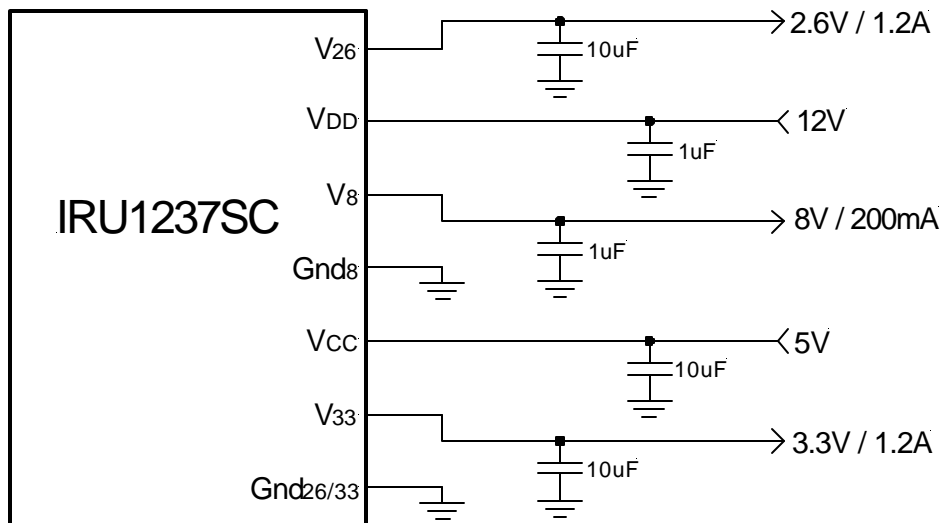 2.6V / 1.2A
V26
10uF
VDD
12V
1uF
V8
IRU1237SC
8V / 200mA
1uF
Gnd8
VCC
5V
10uF
V33
3.3V / 1.2A
10uF
Gnd26/33